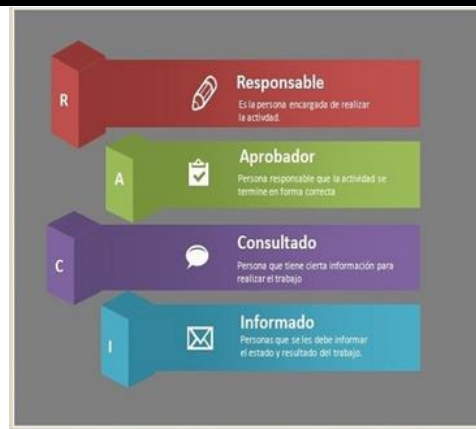 R
Responsable
Es la persona encargada de realizar
la actividad.
A
Aprobador
Persona responsable que la actividad se
termine en forma correcta
C
Consultado
Persona que tiene cierta información para
realizar el trabajo
I
Informado
Personas que se les debe informar
el estado y resultado del trabajo.